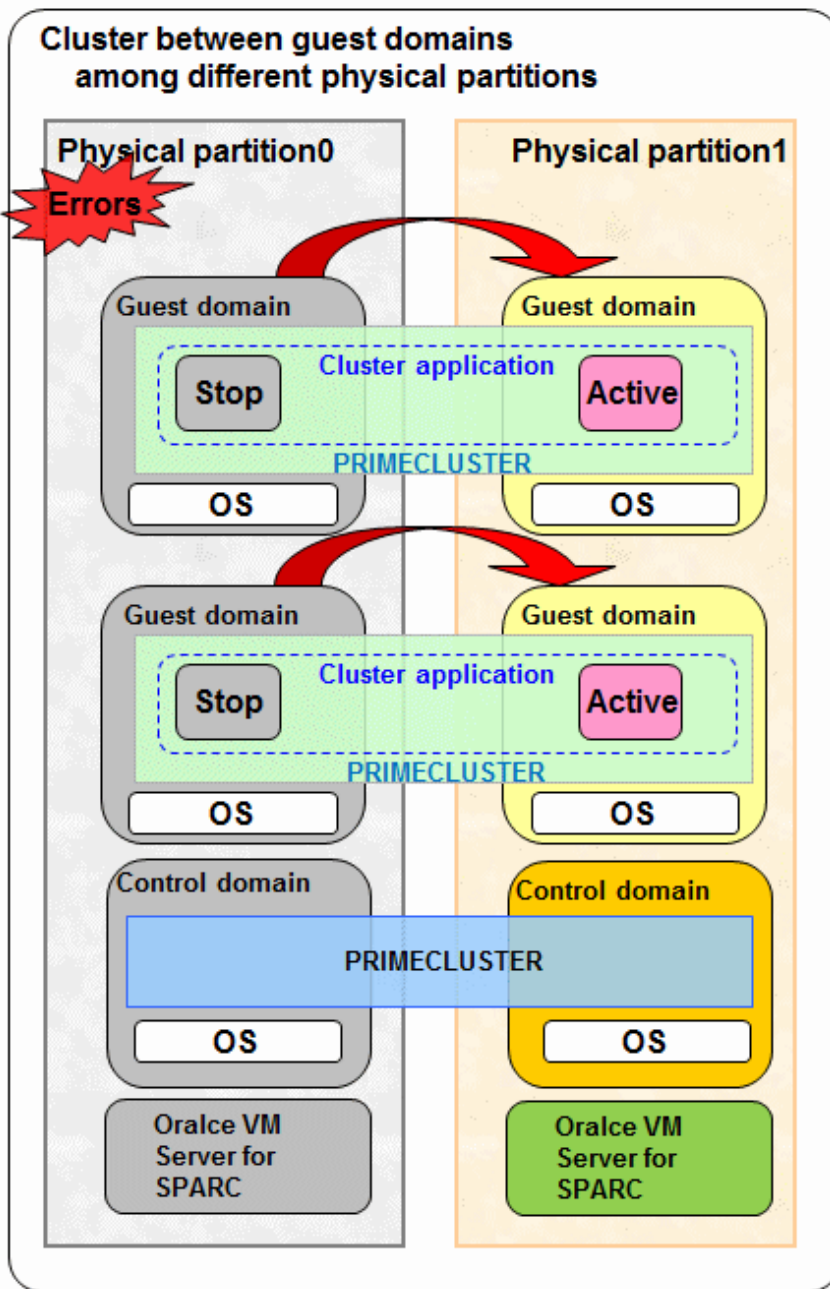 Cluster between guest domains
among different physical partitions
Physical partition0
Physical partition1
Errors
Guest domain
Guest domain
Cluster application
Stop
Active
PRIMECLUSTER
OS
OS
Guest domain
Guest domain
Cluster application
Stop
Active
PRIMECLUSTER
OS
OS
Control domain
Control domain
PRIMECLUSTER
OS
OS
Oralce VM
Server for
SPARC
Oralce VM
Server for
SPARC